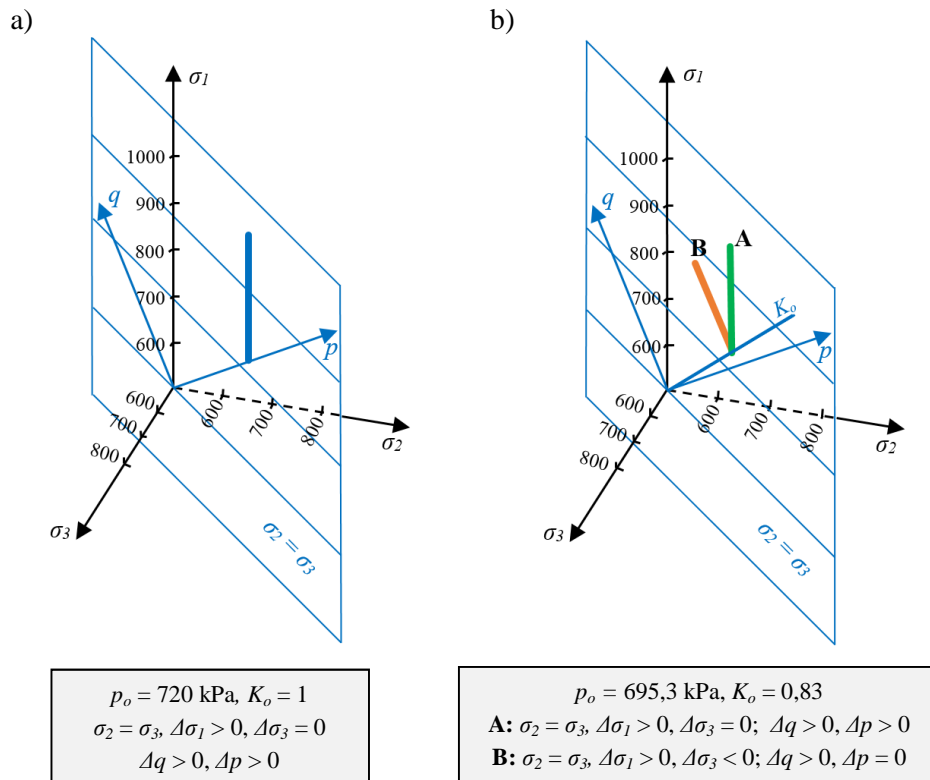 a)
σ1
1000
900
800
700
600
q
p
600
700
800
σ2
600
700
800
σ3
σ2 = σ3
po = 720 kPa, Ko = 1
σ2 = σ3, Δσ1 > 0, Δσ3 = 0
Δq > 0, Δp > 0
b)
σ1
1000
900
800
700
600
q
B
A
Ko
p
600
700
800
σ2
600
700
800
σ3
σ2 = σ3
po = 695,3 kPa, Ko = 0,83
A: σ2 = σ3, Δσ1 > 0, Δσ3 = 0; Δq > 0, Δp > 0
B: σ2 = σ3, Δσ1 > 0, Δσ3 < 0; Δq > 0, Δp = 0